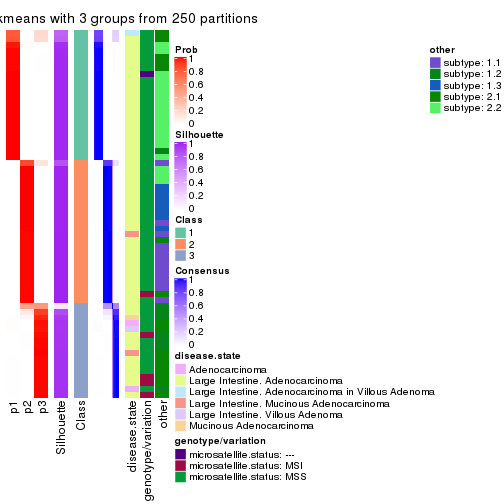 kmeans with 3 groups from 250 partitions
Prob
1
0.8
0.6
0.4
0.2
0
Silhouette
1
0.8
0.6
0.4
0.2
0
Class
1
2
3
Consensus
1
0.8
0.6
0.4
0.2
0
disease.state
Adenocarcinoma
Large Intestine. Adenocarcinoma
Large Intestine. Adenocarcinoma in Villous Adenoma
Large Intestine. Mucinous Adenocarcinoma
Large Intestine. Villous Adenoma
Mucinous Adenocarcinoma
genotype/variation
microsatellite.status: ---
microsatellite.status: MSI
microsatellite.status: MSS
other
subtype: 1.1
subtype: 1.2
subtype: 1.3
subtype: 2.1
subtype: 2.2
p1
p2
p3
Silhouette
Class
disease.state
genotype/variation
other